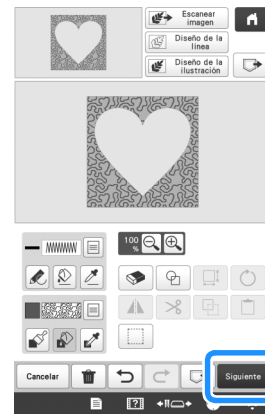 Escanear
imagen
Diseño de la
línea
Diseño de la
ilustración
100
%
Cancelar
Siguiente